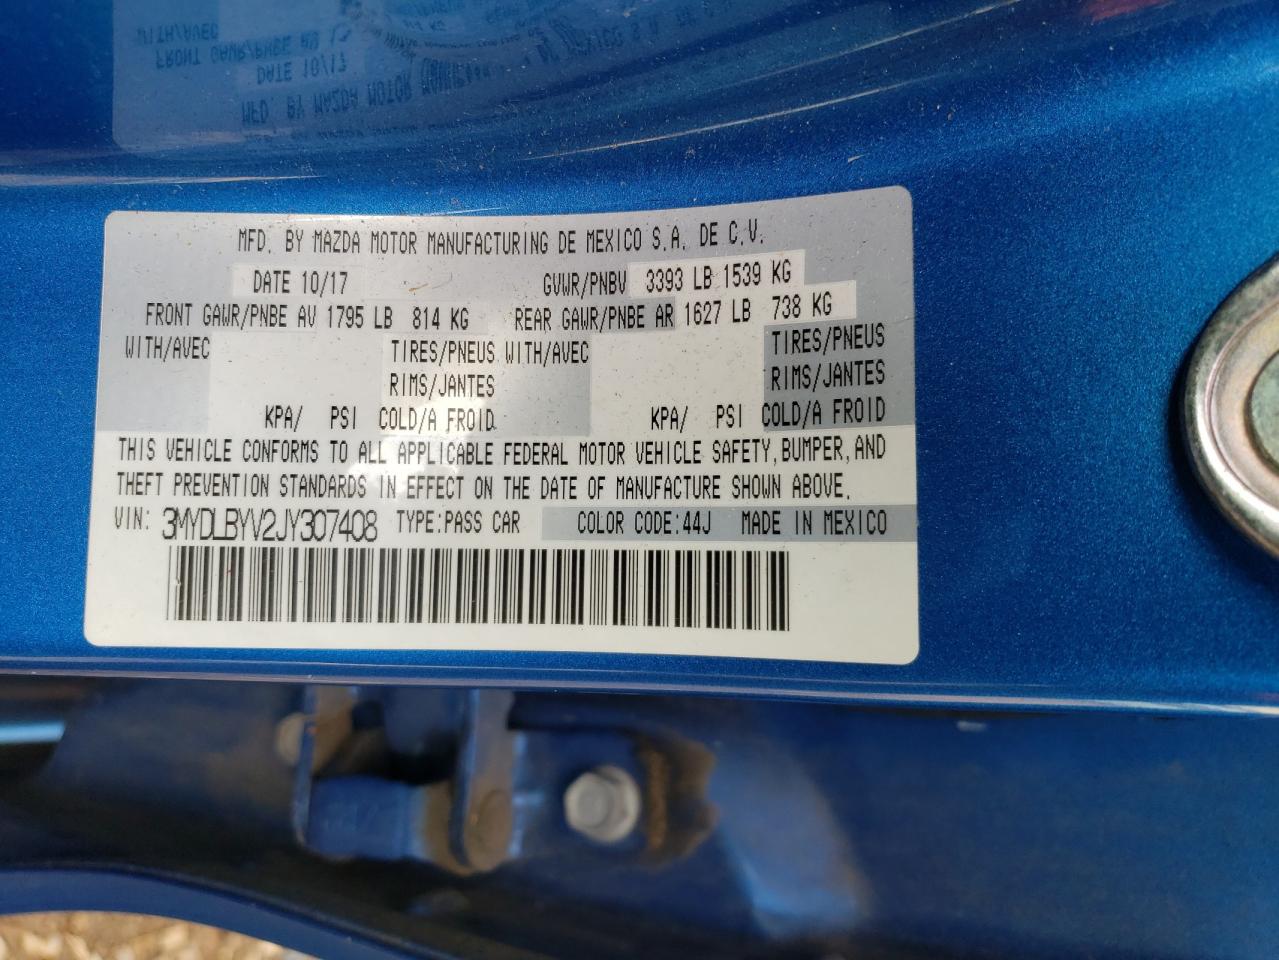 MFD. BY MAZDA MOTOR MANUFACTURING DE MEXICO S.A. DE C.V.
DATE 10/17 GVWR/PNBV 3393 LB 1539 KG
FRONT GAWR/PNBE AV 1795 LB 814 KG REAR GAWR/PNBE AR 1627 LB 738 KG
WITH/AVEC TIRES/PNEUS WITH/AVEC TIRES/PNEUS
RIMS/JANTES RIMS/JANTES
KPA/ PSI COLD/A FROID KPA/ PSI COLD/A FROID
THIS VEHICLE CONFORMS TO ALL APPLICABLE FEDERAL MOTOR VEHICLE SAFETY, BUMPER, AND
THEFT PREVENTION STANDARDS IN EFFECT ON THE DATE OF MANUFACTURE SHOWN ABOVE.
VIN: 3MYDLBYV2JY307408 TYPE:PASS CAR COLOR CODE:44J MADE IN MEXICO